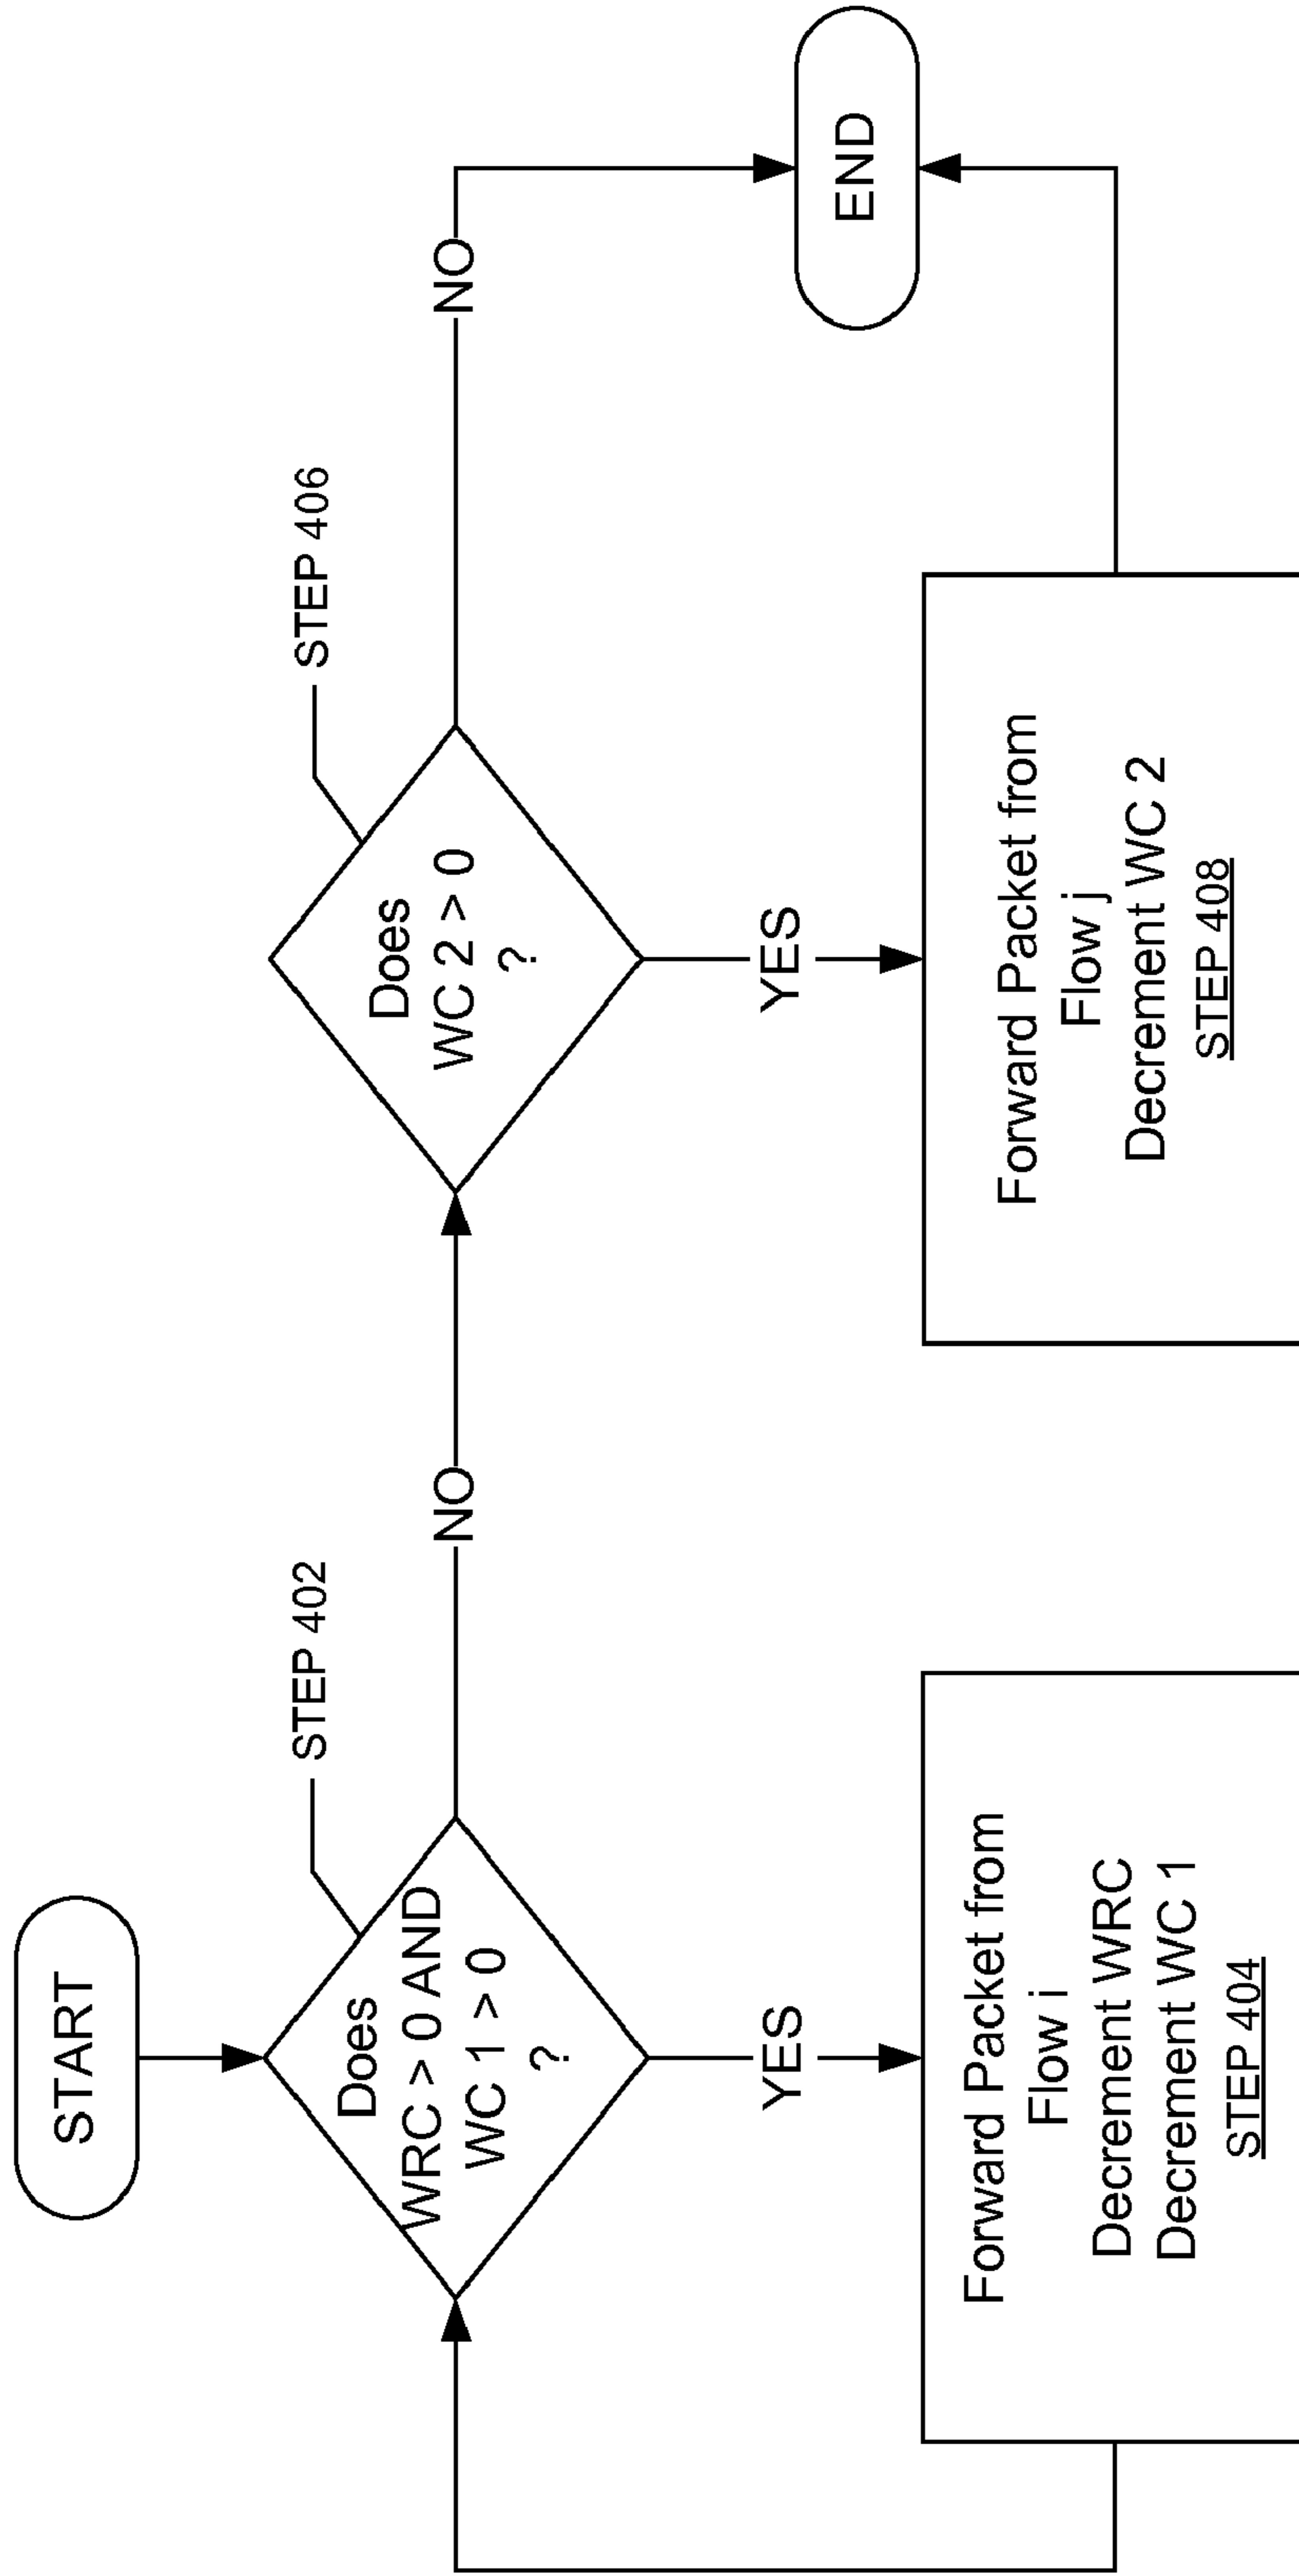 START
STEP 402
Does
WRC > 0 AND
WC 1 > 0
?
NO
YES
Forward Packet from
Flow i
Decrement WRC
Decrement WC 1
STEP 404
STEP 406
Does
WC 2 > 0
?
NO
YES
Forward Packet from
Flow j
Decrement WC 2
STEP 408
END